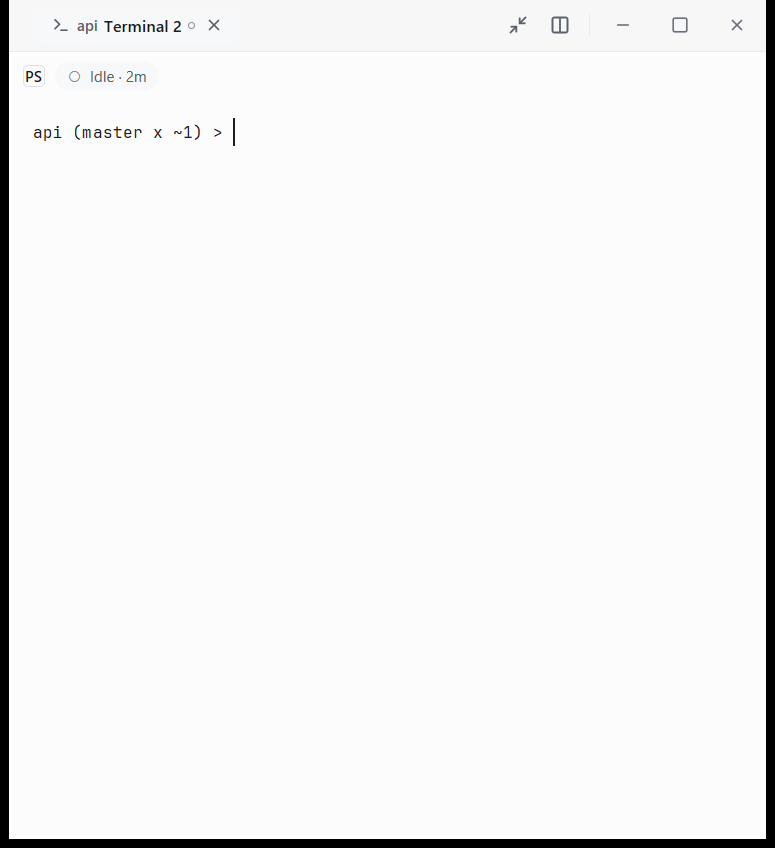 api Terminal 2
PS Idle · 2m
api (master x ~1) >